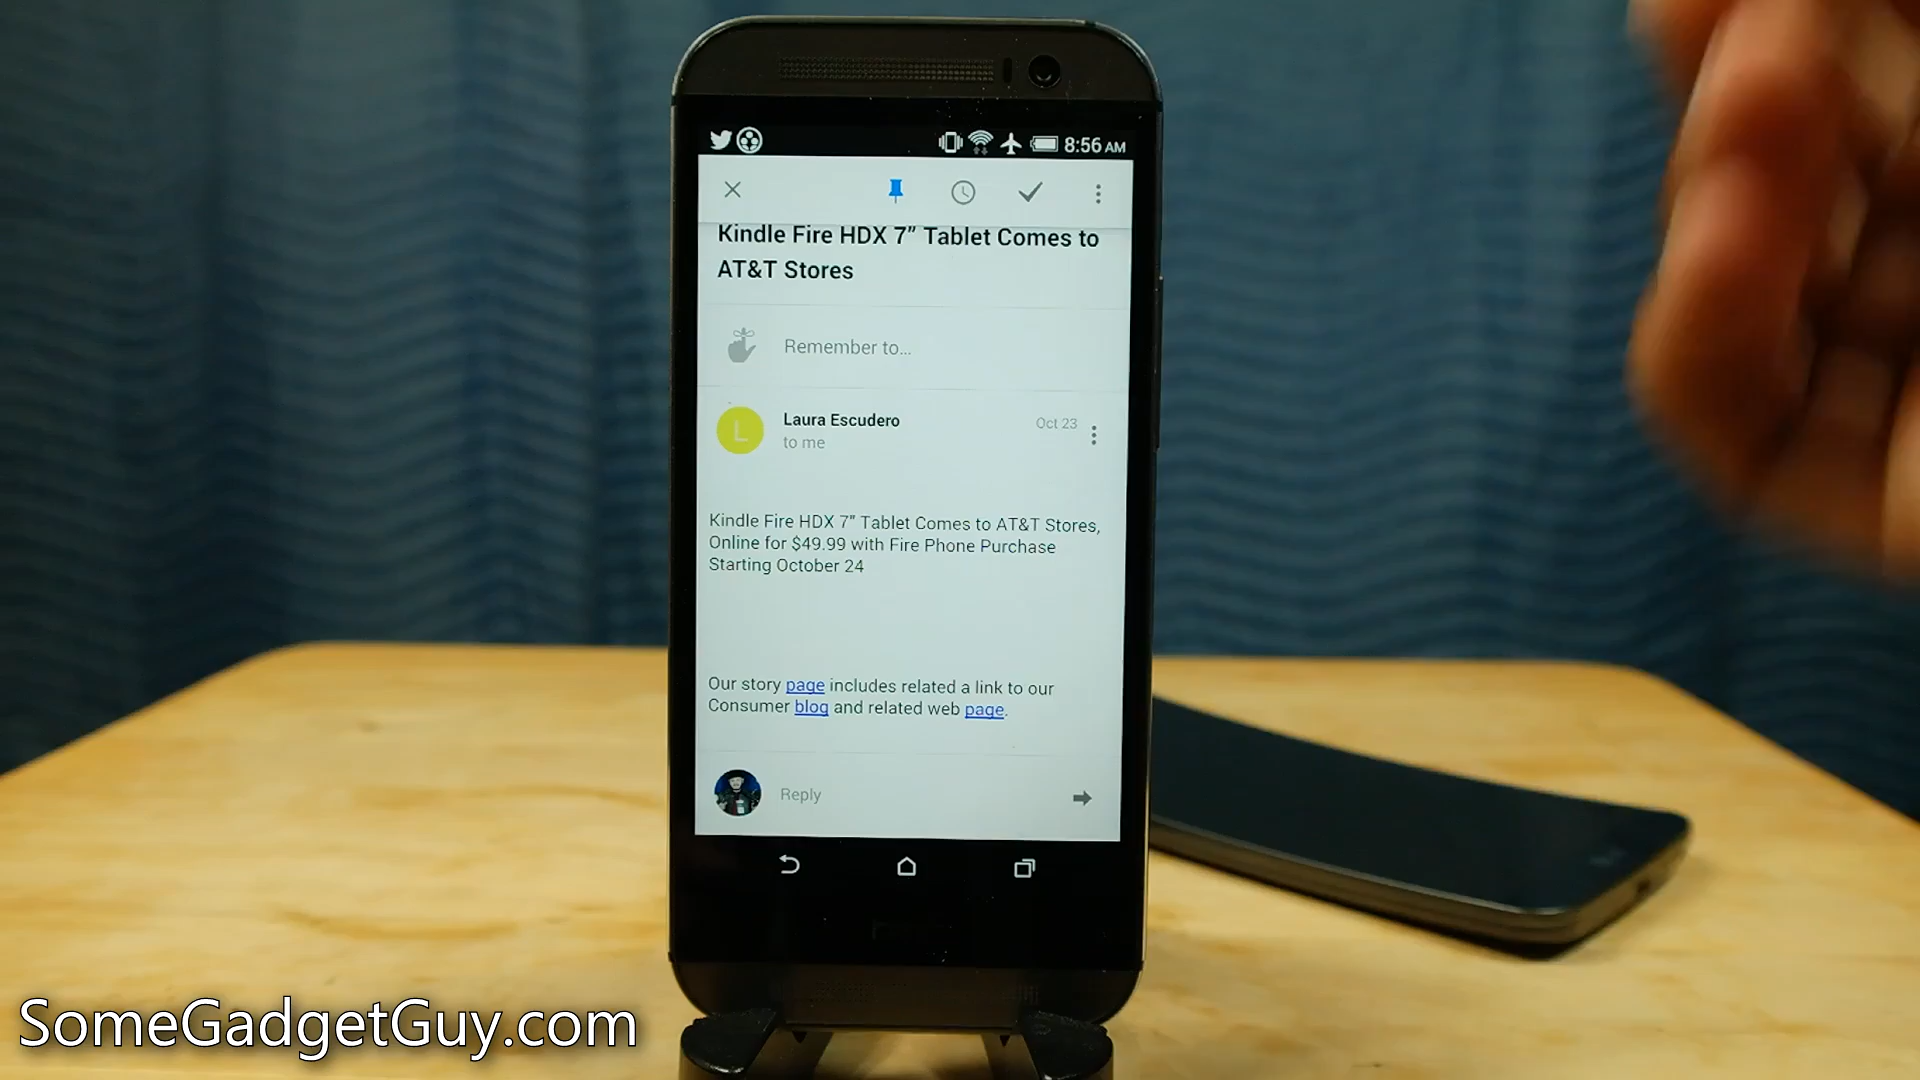 8:56 AM
Kindle Fire HDX 7” Tablet Comes to
AT&T Stores
Remember to...
L
Laura Escudero
Oct 23
to me
Kindle Fire HDX 7” Tablet Comes to AT&T Stores,
Online for $49.99 with Fire Phone Purchase
Starting October 24
Our story page includes related a link to our
Consumer blog and related web page.
Reply
SomeGadgetGuy.com